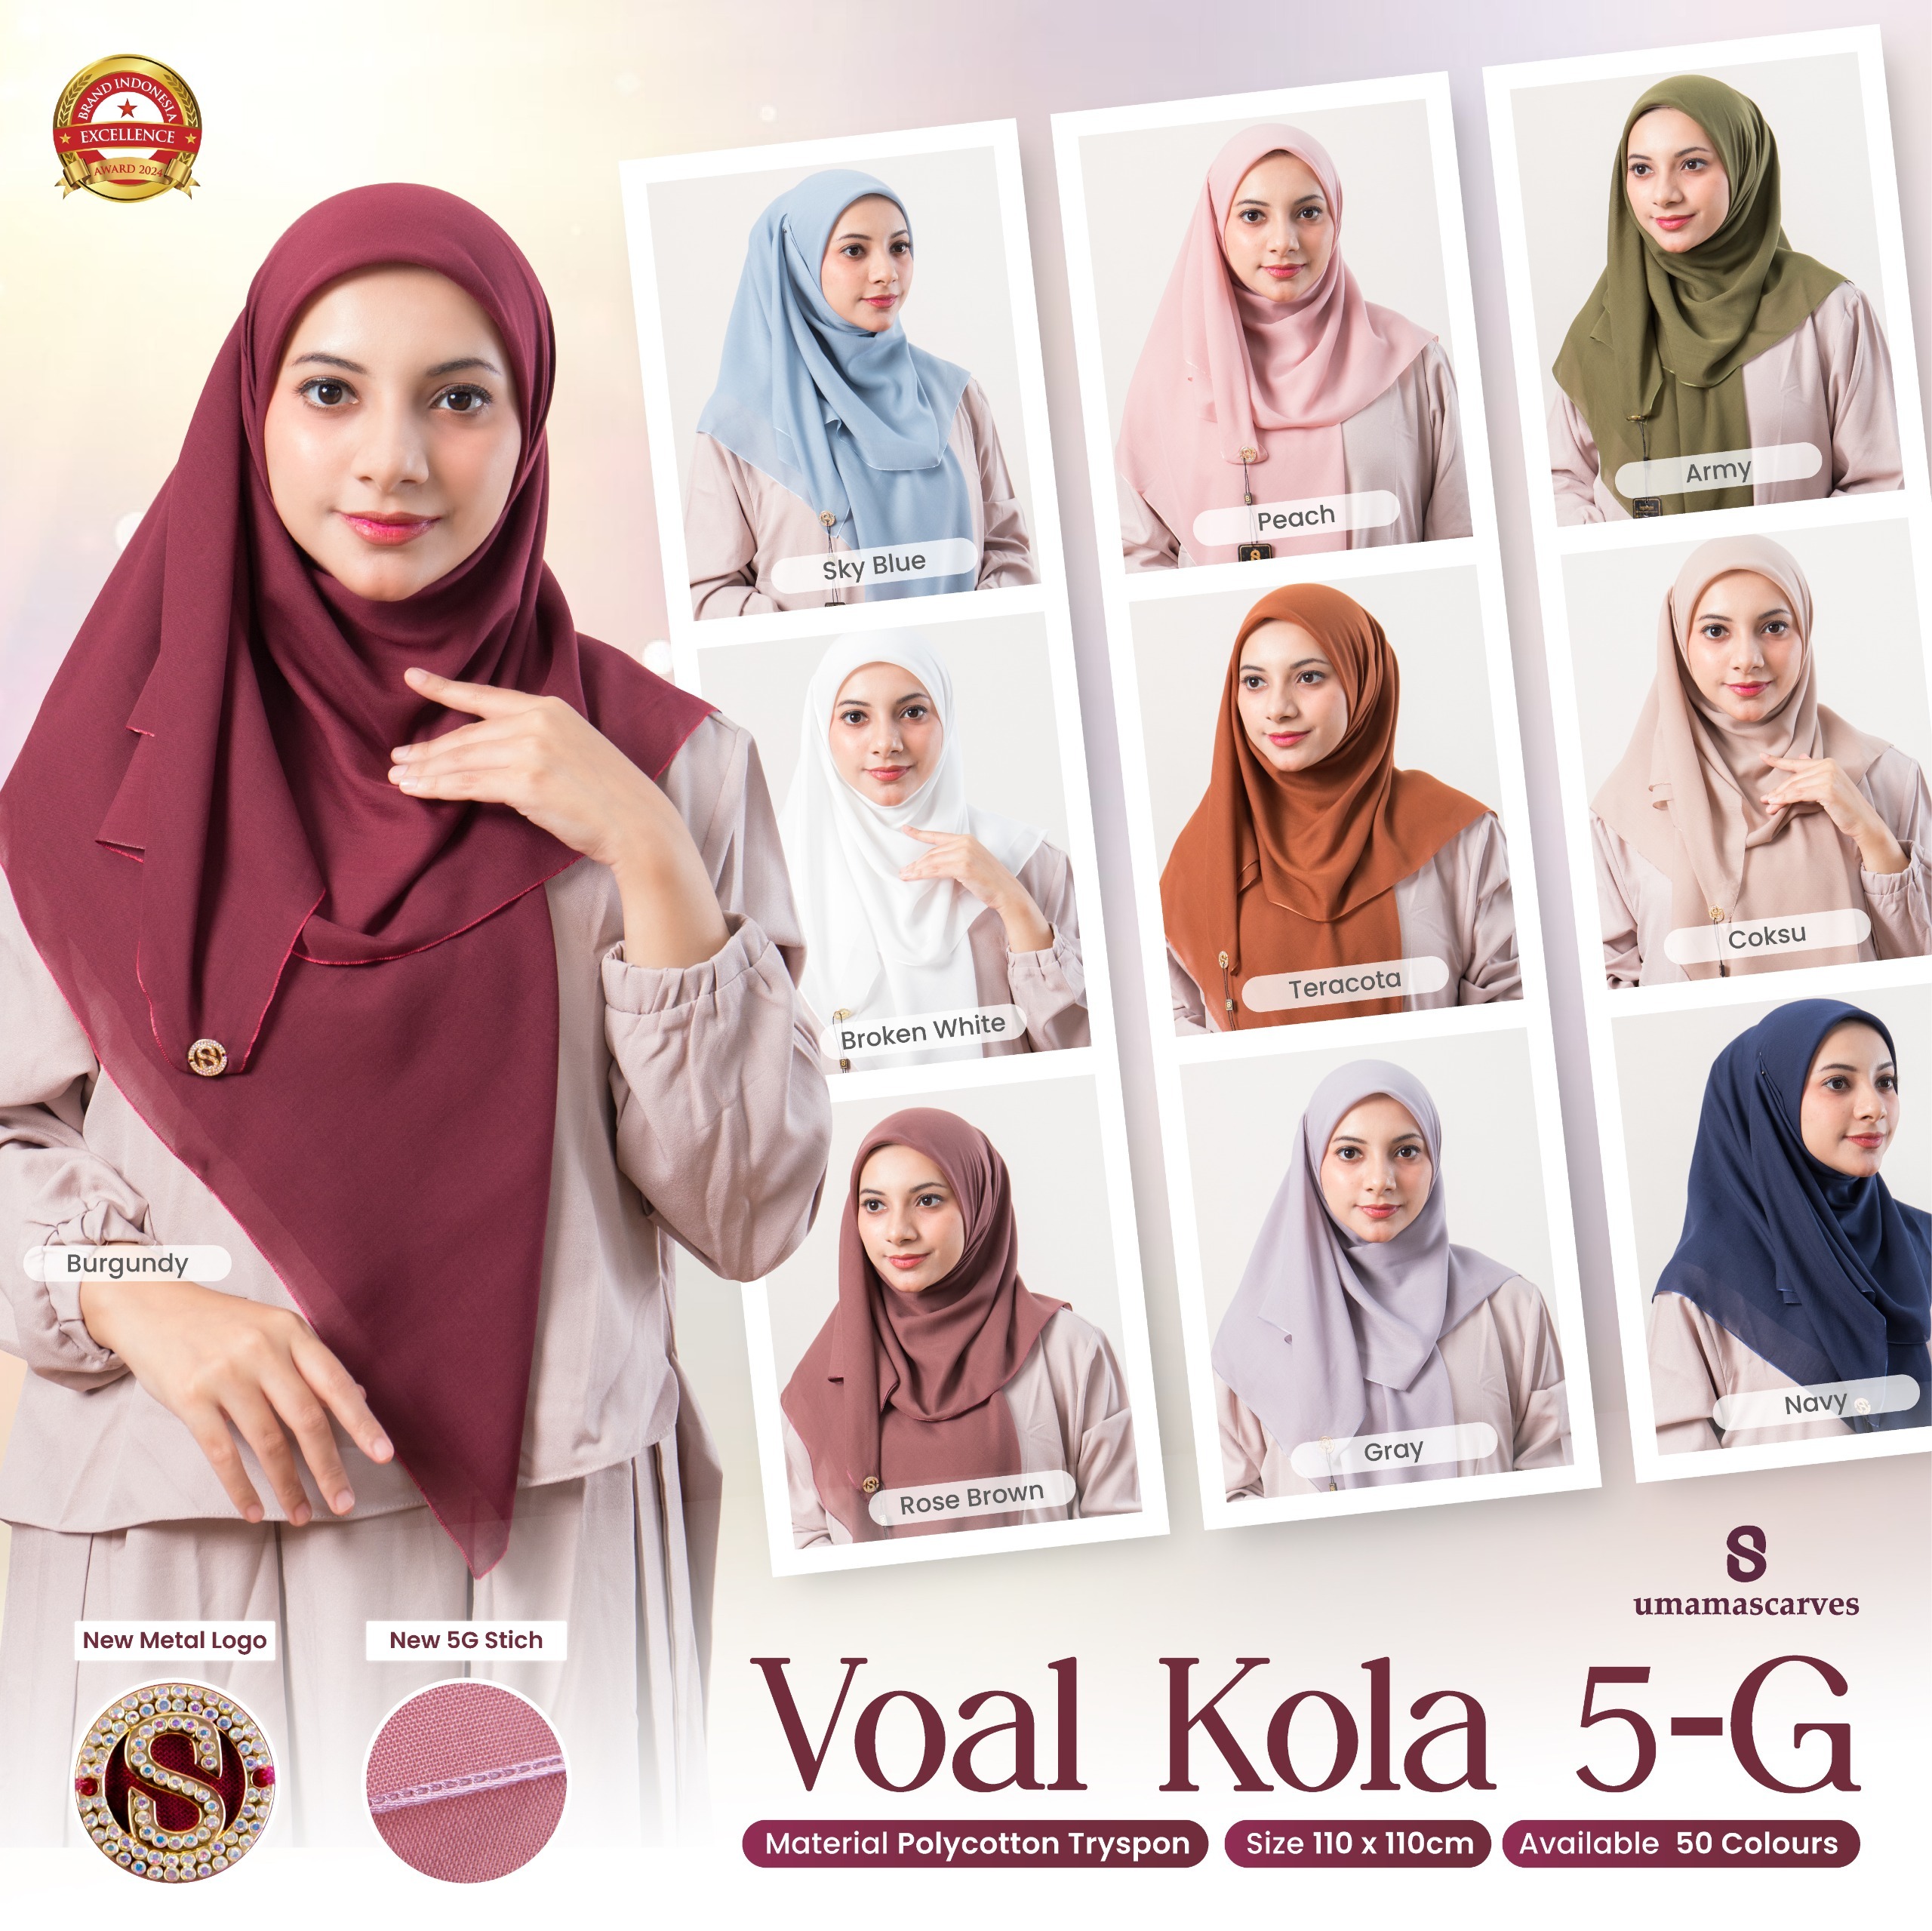 BRAND INDONESIA
EXCELLENCE
AWARD 2024
Sky Blue
Peach
Army
Broken White
Teracota
Coksu
Burgundy
Rose Brown
Gray
Navy
umamascarves
New Metal Logo
New 5G Stich
S
Voal Kola 5-G
Material Polycotton Tryspon
Size 110 x 110cm
Available 50 Colours